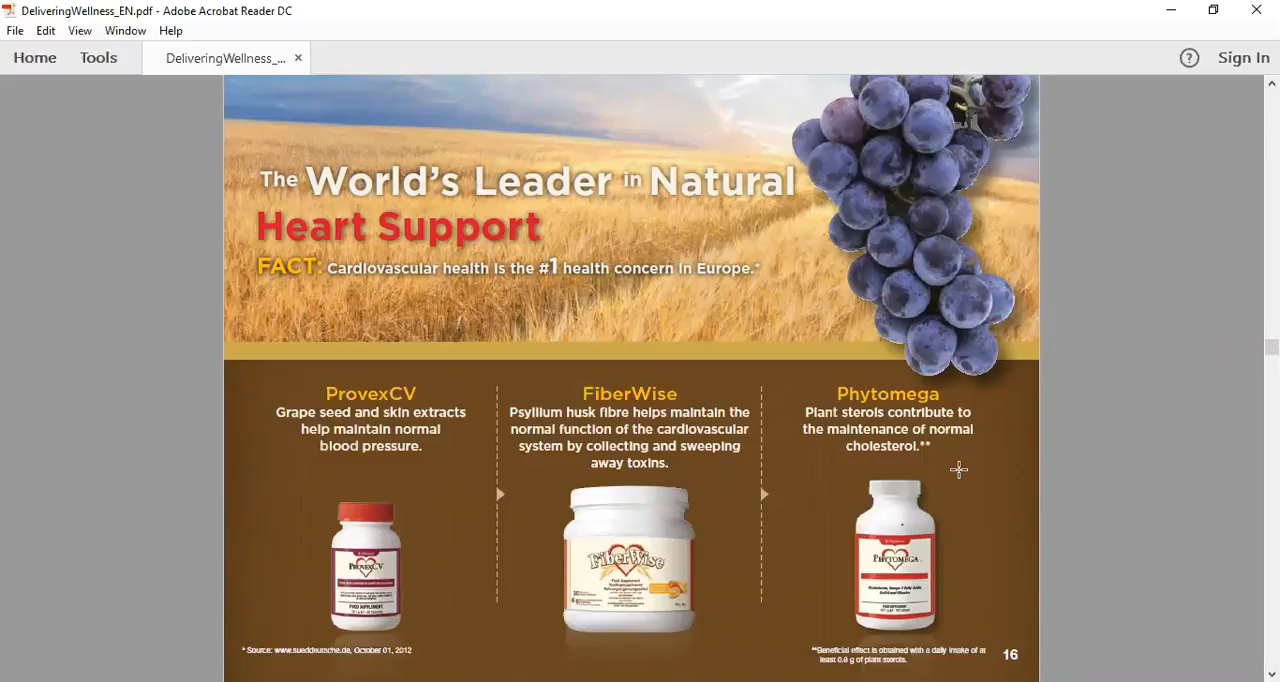 DeliveringWellness_EN.pdf - Adobe Acrobat Reader DC
File Edit View Window Help
Home Tools DeliveringWellness_... × ? Sign In
The World's Leader in Natural
Heart Support
FACT: Cardiovascular health is the #1 health concern in Europe.*
ProvexCV
Grape seed and skin extracts
help maintain normal
blood pressure.
FiberWise
Psyllium husk fibre helps maintain the
normal function of the cardiovascular
system by collecting and sweeping
away toxins.
Phytomega
Plant sterols contribute to
the maintenance of normal
cholesterol.**
ProvexCV
FOOD SUPPLEMENT
FiberWise
Food Supplement
Phytomega
FOOD SUPPLEMENT
* Source: www.sueddeutsche.de, October 01, 2012
**Beneficial effect is obtained with a daily intake of at
least 0.8 g of plant sterols.
16